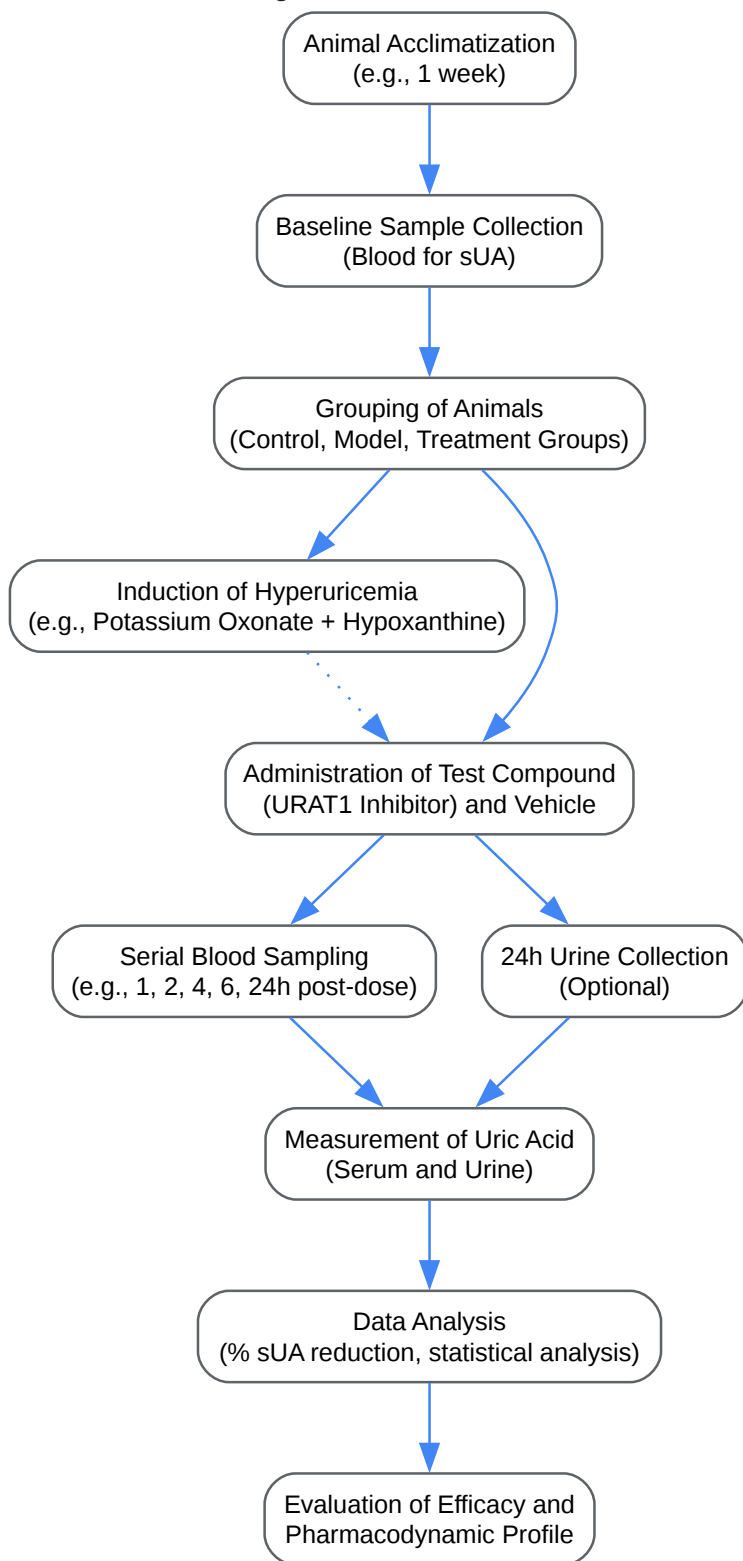 Animal Acclimatization
(e.g., 1 week)
Baseline Sample Collection
(Blood for sUA)
Grouping of Animals
(Control, Model, Treatment Groups)
Induction of Hyperuricemia
(e.g., Potassium Oxonate + Hypoxanthine)
Administration of Test Compound
(URAT1 Inhibitor) and Vehicle
Serial Blood Sampling
(e.g., 1, 2, 4, 6, 24h post-dose)
24h Urine Collection
(Optional)
Measurement of Uric Acid
(Serum and Urine)
Data Analysis
(% sUA reduction, statistical analysis)
Evaluation of Efficacy and
Pharmacodynamic Profile